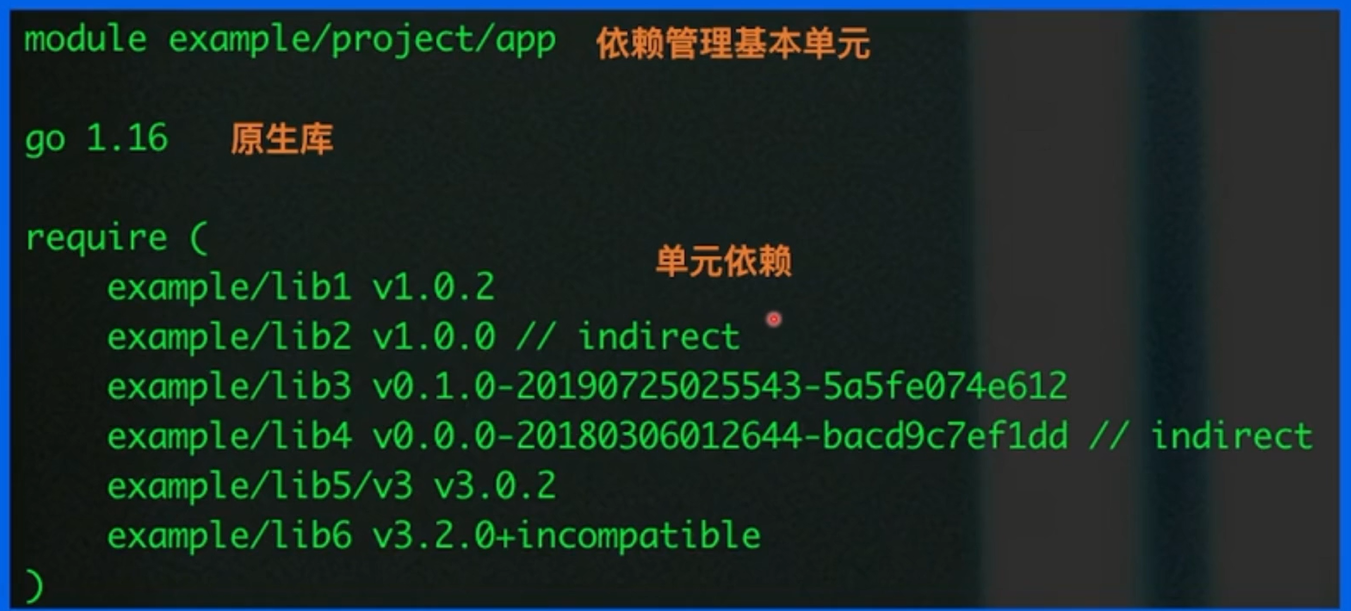 module example/project/app 依赖管理基本单元
go 1.16 原生库
require (
单元依赖
example/lib1 v1.0.2
example/lib2 v1.0.0 // indirect
example/lib3 v0.1.0-20190725025543-5a5fe074e612
example/lib4 v0.0.0-20180306012644-bacd9c7ef1dd // indirect
example/lib5/v3 v3.0.2
example/lib6 v3.2.0+incompatible
)